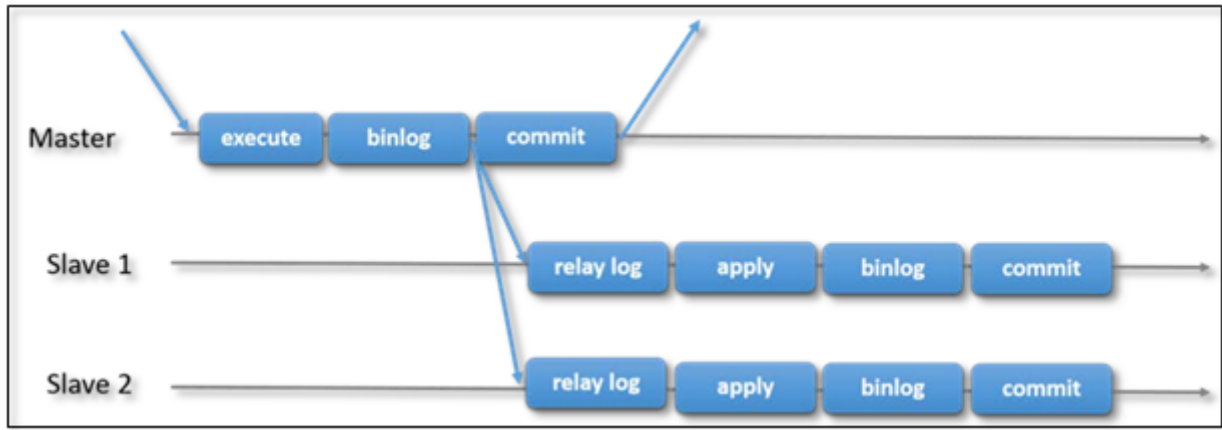 Master execute binlog commit
Slave 1 relay log apply binlog commit
Slave 2 relay log apply binlog commit